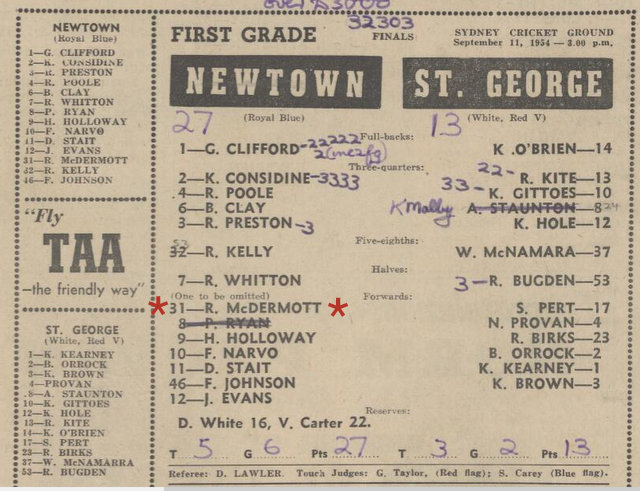 over £3000
32303
NEWTOWN
(Royal Blue)
1—G. CLIFFORD
2—K. CONSIDINE
3—R. PRESTON
4—R. POOLE
6—B. CLAY
7—R. WHITTON
8—P. RYAN
9—H. HOLLOWAY
10—F. NARVO
11—D. STAIT
12—J. EVANS
31—R. McDERMOTT
32—R. KELLY
46—F. JOHNSON
"Fly
TAA
—the friendly way"
ST. GEORGE
(White, Red V)
1—K. KEARNEY
2—B. ORROCK
3—K. BROWN
4—PROVAN
8—A. STAUNTON
10—K. GITTOES
12—K. HOLE
13—R. KITE
14—K. O'BRIEN
17—S. PERT
23—R. BIRKS
37—W. McNAMARRA
53—R. BUGDEN
FIRST GRADE
FINALS
SYDNEY CRICKET GROUND
September 11, 1954 — 3.00 p.m.
NEWTOWN
ST. GEORGE
27
(Royal Blue)
13
(White, Red V)
Full-backs:
1—G. CLIFFORD -22222
K .O'BRIEN—14
Three-quarters:
2—K. CONSIDINE -3333
22- R. KITE—13
4—R. POOLE
33- K. GITTOES—10
6—B. CLAY
A. STAUNTON—8 24
3—R. PRESTON -3
K. HOLE—12
Five-eighths:
32—R. KELLY
W. McNAMARA—37
Halves:
7—R. WHITTON
3- R. BUGDEN—53
(One to be omitted)
Forwards:
* 31—R. McDERMOTT *
S. PERT—17
8—P. RYAN
N. PROVAN—4
9—H. HOLLOWAY
R. BIRKS—23
10—F. NARVO
B. ORROCK—2
11—D. STAIT
K. KEARNEY—1
46—F. JOHNSON
K. BROWN—3
12—J. EVANS
Reserves:
D. White 16, V. Carter 22.
T 5 G 6 Pts 27 T 3 G 2 Pts 13
Referee: D. LAWLER. Touch Judges: G. Taylor, (Red flag); S. Carey (Blue flag).